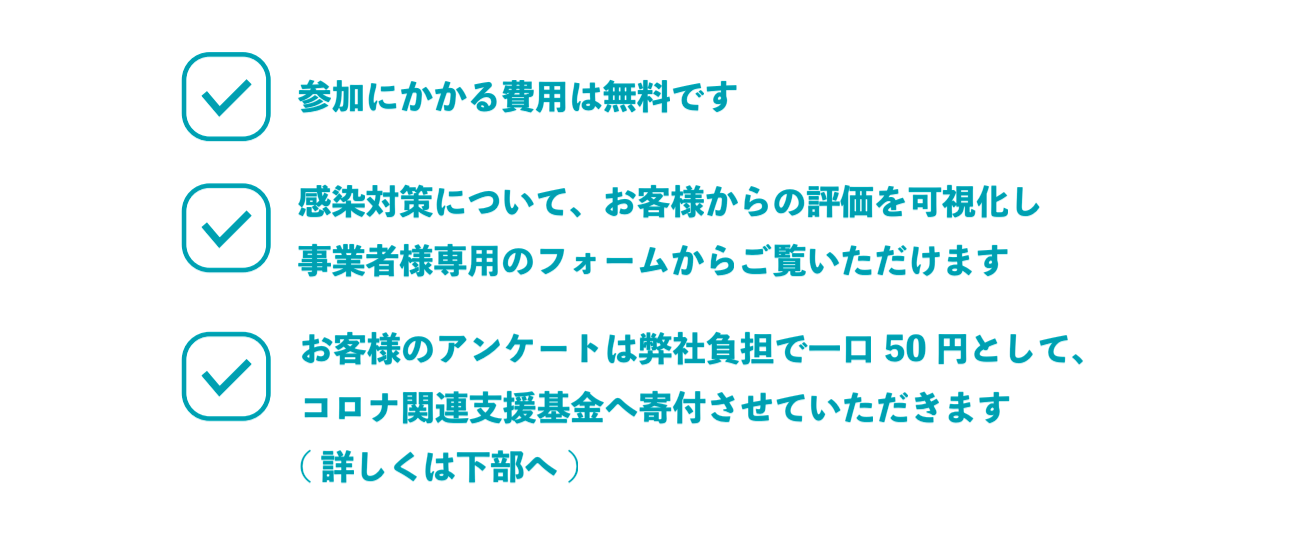 参加にかかる費用は無料です
感染対策について、お客様からの評価を可視化し
事業者様専用のフォームからご覧いただけます
お客様のアンケートは弊社負担で一口 50 円として、
コロナ関連支援基金へ寄付させていただきます
（詳しくは下部へ）